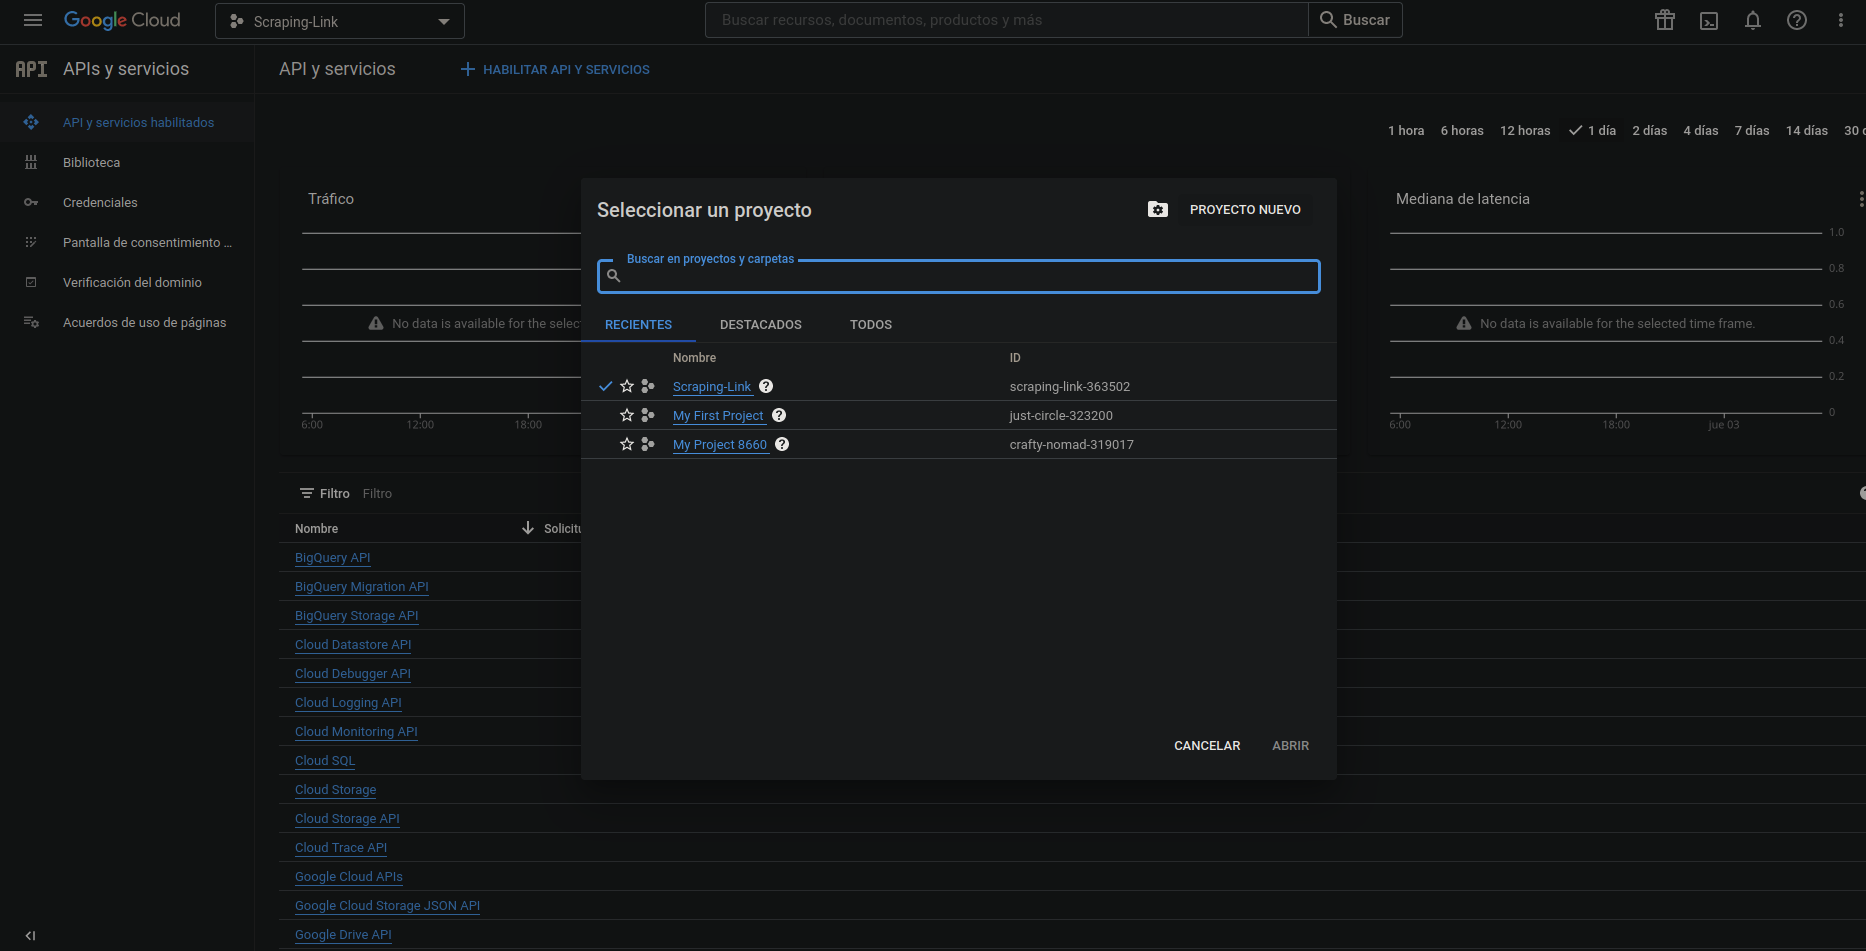 Google Cloud
Scraping-Link
Buscar recursos, documentos, productos y más
Buscar
API APIs y servicios
API y servicios
HABILITAR API Y SERVICIOS
API y servicios habilitados
Biblioteca
Credenciales
Pantalla de consentimiento ...
Verificación del dominio
Acuerdos de uso de páginas
1 hora 6 horas 12 horas 1 día 2 días 4 días 7 días 14 días 30 d
Tráfico
No data is available for the selec
6:00 12:00 18:00
Mediana de latencia
1.0
0.8
0.6
No data is available for the selected time frame.
0.4
0.2
0
6:00 12:00 18:00 jue 03
Filtro Filtro
Nombre Solicitu
BigQuery API
BigQuery Migration API
BigQuery Storage API
Cloud Datastore API
Cloud Debugger API
Cloud Logging API
Cloud Monitoring API
Cloud SQL
Cloud Storage
Cloud Storage API
Cloud Trace API
Google Cloud APIs
Google Cloud Storage JSON API
Google Drive API
Seleccionar un proyecto
PROYECTO NUEVO
Buscar en proyectos y carpetas
RECIENTES DESTACADOS TODOS
Nombre ID
Scraping-Link scraping-link-363502
My First Project just-circle-323200
My Project 8660 crafty-nomad-319017
CANCELAR ABRIR